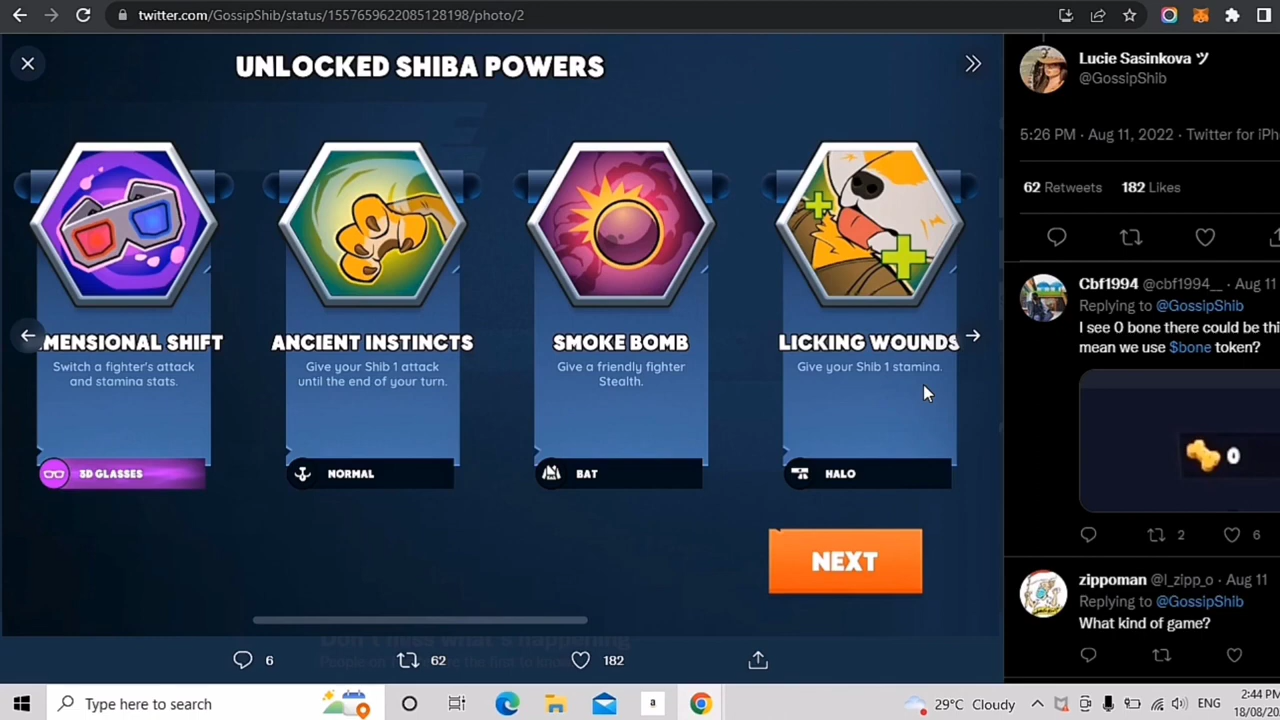 twitter.com/GossipShib/status/1557659622085128198/photo/2
UNLOCKED SHIBA POWERS
MENSIONAL SHIFT
Switch a fighter's attack
and stamina stats.
3D GLASSES
ANCIENT INSTINCTS
Give your Shib 1 attack
until the end of your turn.
NORMAL
SMOKE BOMB
Give a friendly fighter
Stealth.
BAT
LICKING WOUNDS
Give your Shib 1 stamina.
HALO
NEXT
Don't miss what's happening
6
62
182
Lucie Sasinkova ツ
@GossipShib
5:26 PM · Aug 11, 2022 · Twitter for iPh
62 Retweets 182 Likes
Cbf1994 @cbf1994__ · Aug 11
Replying to @GossipShib
I see 0 bone there could be thi
mean we use $bone token?
0
2 6
zippoman @l_zipp_o · Aug 11
Replying to @GossipShib
What kind of game?
Type here to search
a
29°C Cloudy
ENG
2:44 PM
18/08/20